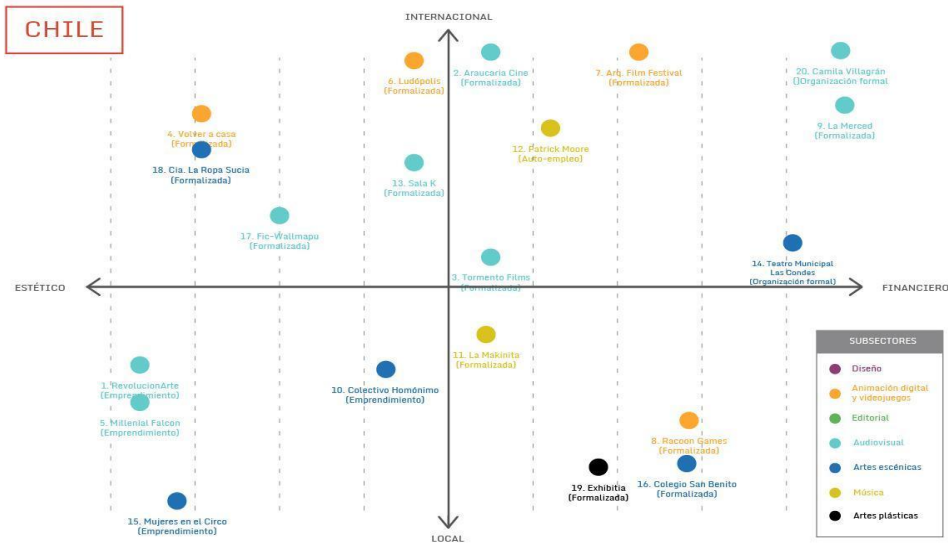 CHILE
INTERNACIONAL
6. Ludópolis
(Formalizada)
2. Araucaria Cine
(Formalizada)
7. Arq. Film Festival
(Formalizada)
20. Camila Villagrán
()Organización formal
9. La Merced
(Formalizada)
4. Volver a casa
(Formalizada)
18. Cía. La Ropa Sucia
(Formalizada)
12. Patrick Moore
(Auto-empleo)
13. Sala K
(Formalizada)
17. Fic-Wallmapu
(Formalizada)
14. Teatro Municipal
Las Condes
(Organización formal)
3. Tormento Films
(Formalizada)
ESTÉTICO
FINANCIERO
11. La Makinita
(Formalizada)
1. RevolucionArte
(Emprendimiento)
10. Colectivo Homónimo
(Emprendimiento)
5. Millenial Falcon
(Emprendimiento)
8. Racoon Games
(Formalizada)
19. Exhibitia
(Formalizada)
16. Colegio San Benito
(Formalizada)
15. Mujeres en el Circo
(Emprendimiento)
LOCAL
SUBSECTORES
Diseño
Animación digital
y videojuegos
Editorial
Audiovisual
Artes escénicas
Música
Artes plásticas